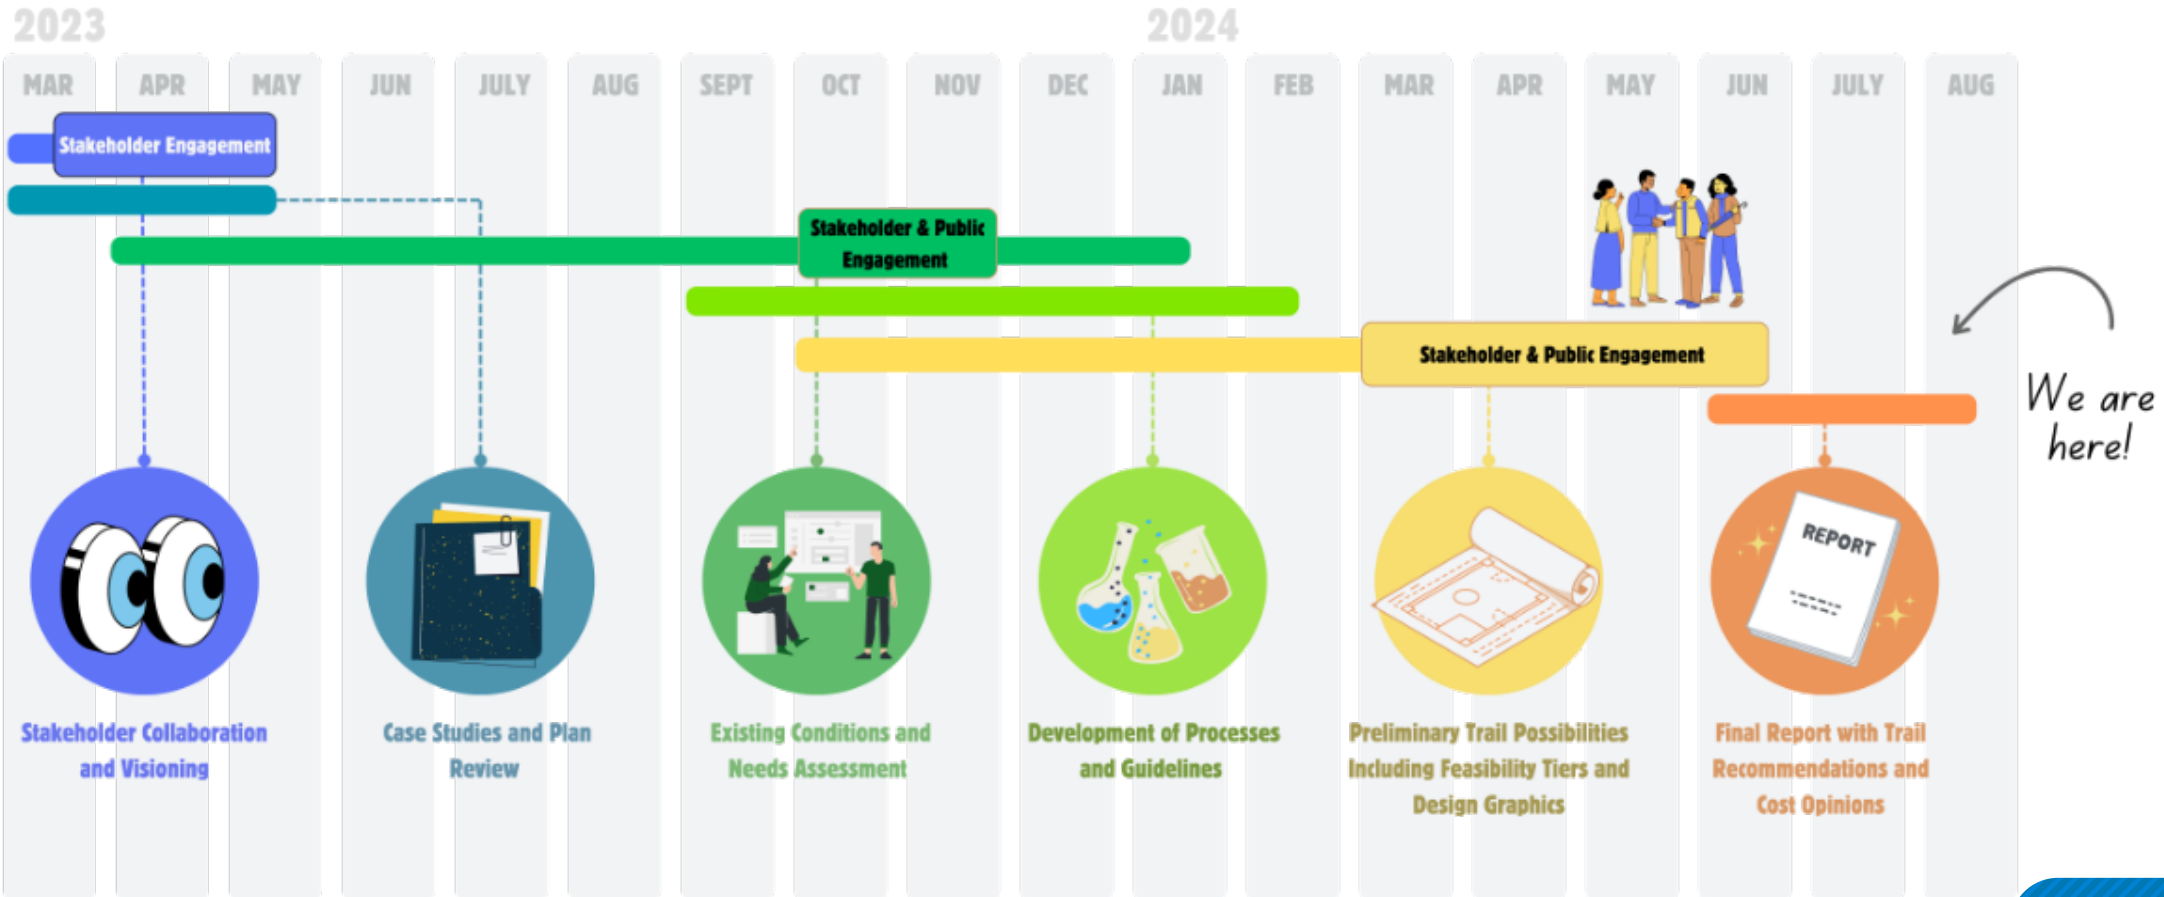 2023
2024
MAR
APR
MAY
JUN
JULY
AUG
SEPT
OCT
NOV
DEC
JAN
FEB
MAR
APR
MAY
JUN
JULY
AUG
Stakeholder Engagement
Stakeholder & Public
Engagement
Stakeholder & Public Engagement
We are
here!
REPORT
Stakeholder Collaboration
and Visioning
Case Studies and Plan
Review
Existing Conditions and
Needs Assessment
Development of Processes
and Guidelines
Preliminary Trail Possibilities
Including Feasibility Tiers and
Design Graphics
Final Report with Trail
Recommendations and
Cost Opinions